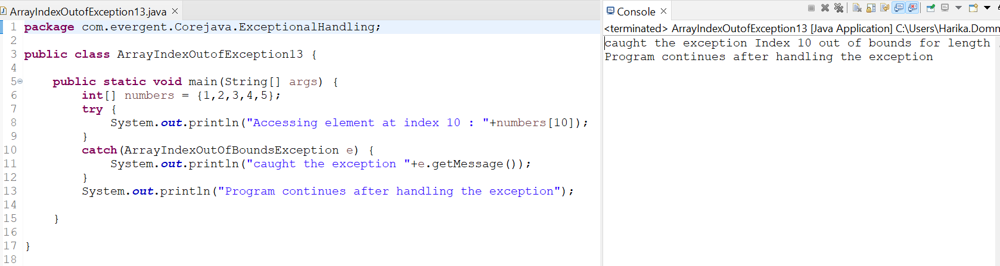 ArrayIndexOutofException13.java
1 package com.evergent.Corejava.ExceptionalHandling;
2
3 public class ArrayIndexOutofException13 {
4
5 public static void main(String[] args) {
6 int[] numbers = {1,2,3,4,5};
7 try {
8 System.out.println("Accessing element at index 10 : "+numbers[10]);
9 }
10 catch(ArrayIndexOutOfBoundsException e) {
11 System.out.println("caught the exception "+e.getMessage());
12 }
13 System.out.println("Program continues after handling the exception");
14
15 }
16
17 }
18
Console
<terminated> ArrayIndexOutofException13 [Java Application] C:\Users\Harika.Domn
caught the exception Index 10 out of bounds for length
Program continues after handling the exception